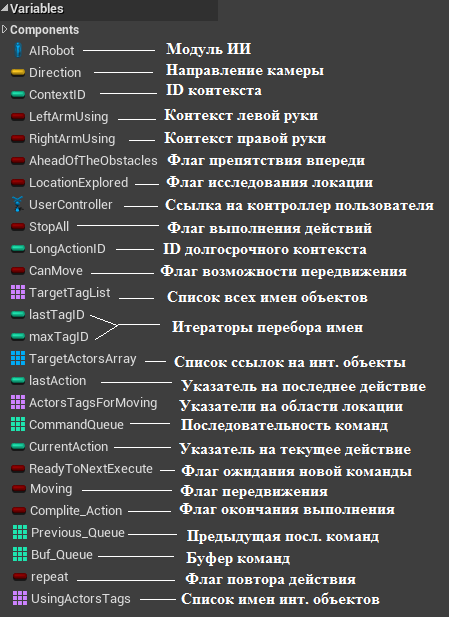 Variables
Components
AIRobot Модуль ИИ
Direction Направление камеры
ContextID ID контекста
LeftArmUsing Контекст левой руки
RightArmUsing Контекст правой руки
AheadOfTheObstacles Флаг препятствия впереди
LocationExplored Флаг исследования локации
UserController Ссылка на контроллер пользователя
StopAll Флаг выполнения действий
LongActionID ID долгосрочного контекста
CanMove Флаг возможности передвижения
TargetTagList Список всех имен объектов
lastTagID
Итераторы перебора имен
maxTagID
TargetActorsArray Список ссылок на инт. объекты
lastAction Указатель на последнее действие
ActorsTagsForMoving Указатели на области локации
CommandQueue Последовательность команд
CurrentAction Указатель на текущее действие
ReadyToNextExecute Флаг ожидания новой команды
Moving Флаг передвижения
Complite_Action Флаг окончания выполнения
Previous_Queue Предыдущая посл. команд
Buf_Queue Буфер команд
repeat Флаг повтора действия
UsingActorsTags Список имен инт. объектов